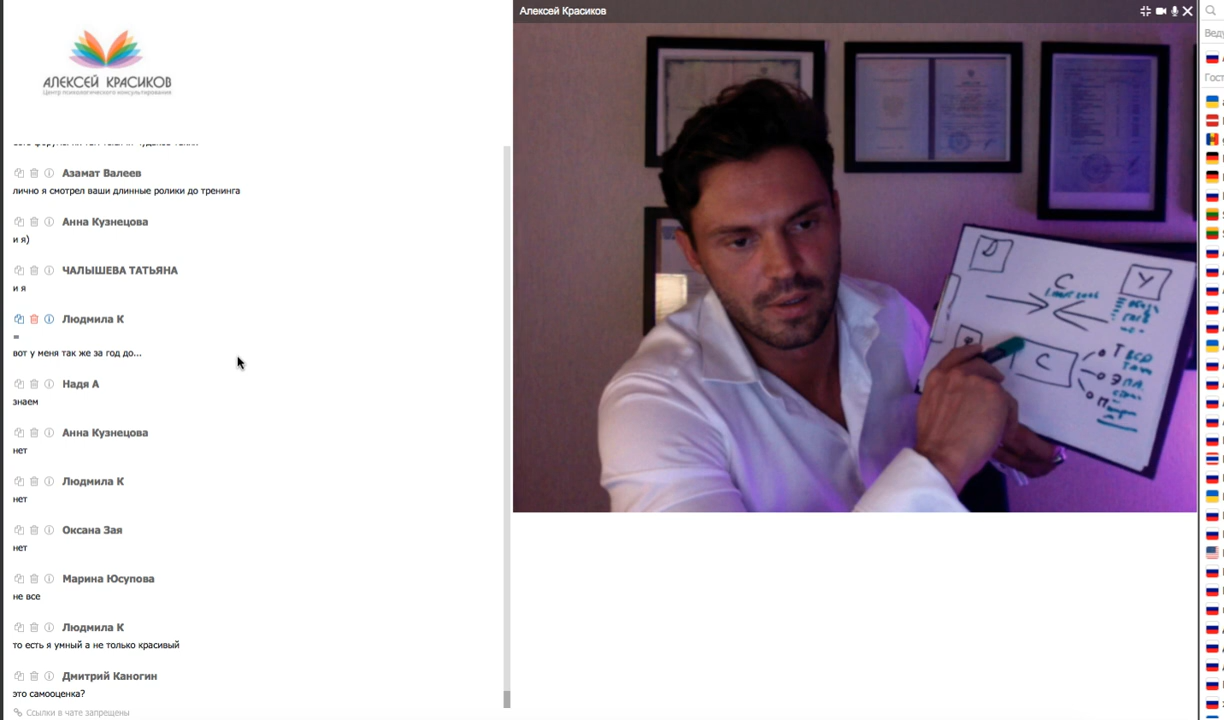 АЛЕКСЕЙ КРАСИКОВ
Центр психологического консультирования
Азамат Валеев
лично я смотрел ваши длинные ролики до тренинга
Анна Кузнецова
и я)
ЧАЛЫШЕВА ТАТЬЯНА
и я
Людмила К
=
вот у меня так же за год до...
Надя А
знаем
Анна Кузнецова
нет
Людмила К
нет
Оксана Зая
нет
Марина Юсупова
не все
Людмила К
то есть я умный а не только красивый
Дмитрий Каногин
это самооценка?
Ссылки в чате запрещены
Алексей Красиков
С
У
С
Т
Э
Веду
Гост